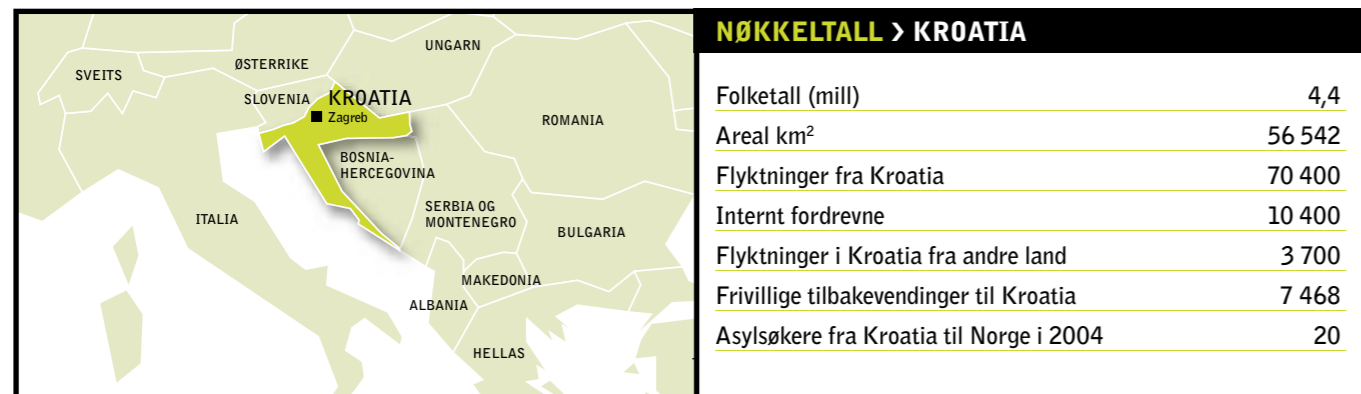 UNGARN
ØSTERRIKE
SVEITS
SLOVENIA
KROATIA
Zagreb
ROMANIA
BOSNIA-
HERCEGOVINA
SERBIA OG
MONTENEGRO
ITALIA
BULGARIA
MAKEDONIA
ALBANIA
HELLAS
NØKKELTALL › KROATIA
Folketall (mill) 4,4
Areal km² 56 542
Flyktninger fra Kroatia 70 400
Internt fordrevne 10 400
Flyktninger i Kroatia fra andre land 3 700
Frivillige tilbakevendinger til Kroatia 7 468
Asylsøkere fra Kroatia til Norge i 2004 20